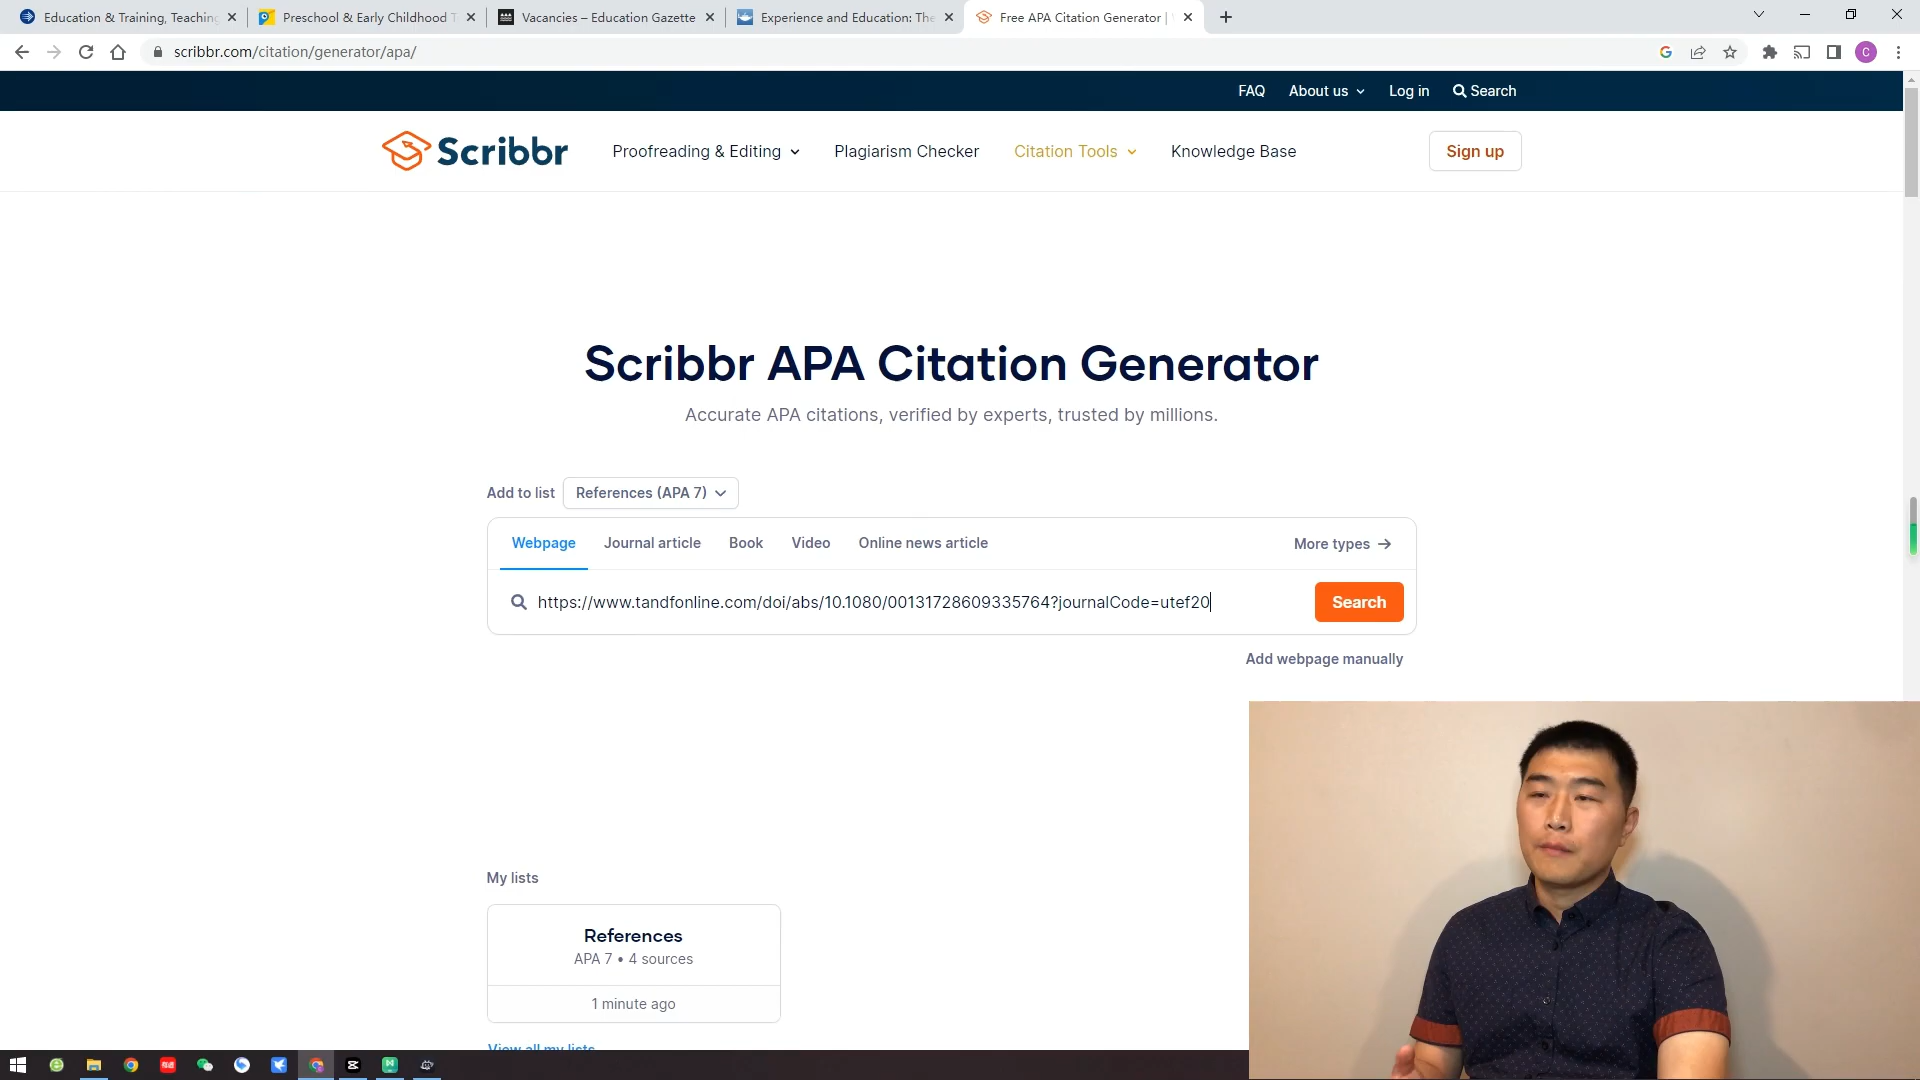 Education & Training, Teaching
Preschool & Early Childhood T
Vacancies – Education Gazette
Experience and Education: The
Free APA Citation Generator |
scribbr.com/citation/generator/apa/
C
FAQ
About us
Log in
Search
Scribbr
Proofreading & Editing
Plagiarism Checker
Citation Tools
Knowledge Base
Sign up
Scribbr APA Citation Generator
Accurate APA citations, verified by experts, trusted by millions.
Add to list
References (APA 7)
Webpage
Journal article
Book
Video
Online news article
More types
https://www.tandfonline.com/doi/abs/10.1080/00131728609335764?journalCode=utef20
Search
Add webpage manually
My lists
References
APA 7 • 4 sources
1 minute ago
View all my lists